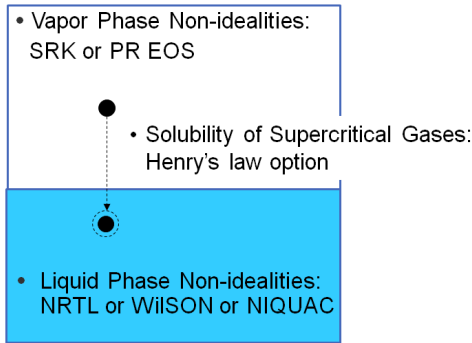 • Vapor Phase Non-idealities:
SRK or PR EOS
• Solubility of Supercritical Gases:
Henry's law option
• Liquid Phase Non-idealities:
NRTL or WilSON or NIQUAC